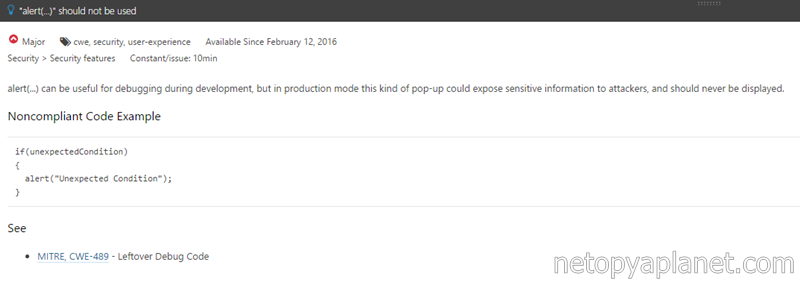 "alert(...)" should not be used
Major cwe, security, user-experience Available Since February 12, 2016
Security > Security features Constant/issue: 10min
alert(...) can be useful for debugging during development, but in production mode this kind of pop-up could expose sensitive information to attackers, and should never be displayed.
Noncompliant Code Example
if(unexpectedCondition)
{
  alert("Unexpected Condition");
}
See
• MITRE, CWE-489 - Leftover Debug Code
netopyaplanet.com